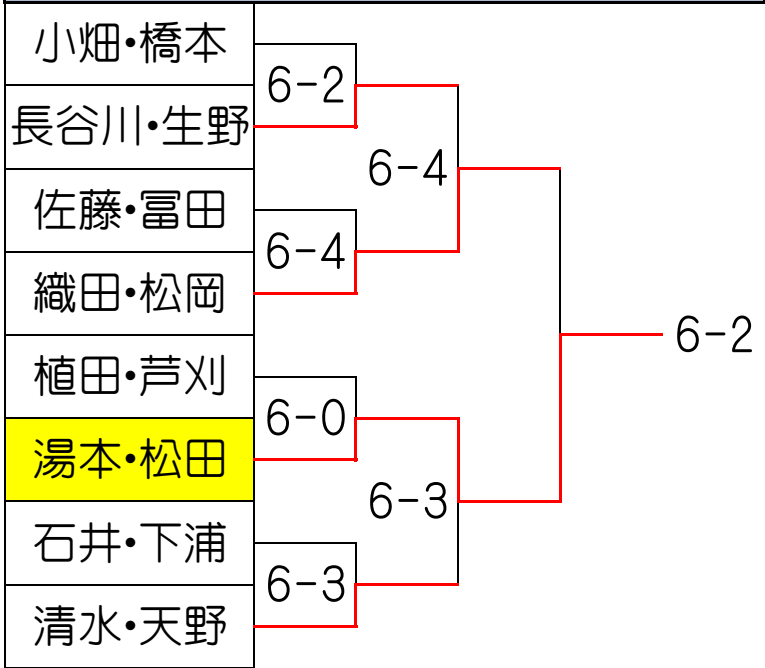 小畑・橋本
長谷川・生野
佐藤・冨田
織田・松岡
植田・芦刈
湯本・松田
石井・下浦
清水・天野
6-2
6-4
6-0
6-3
6-4
6-3
6-2